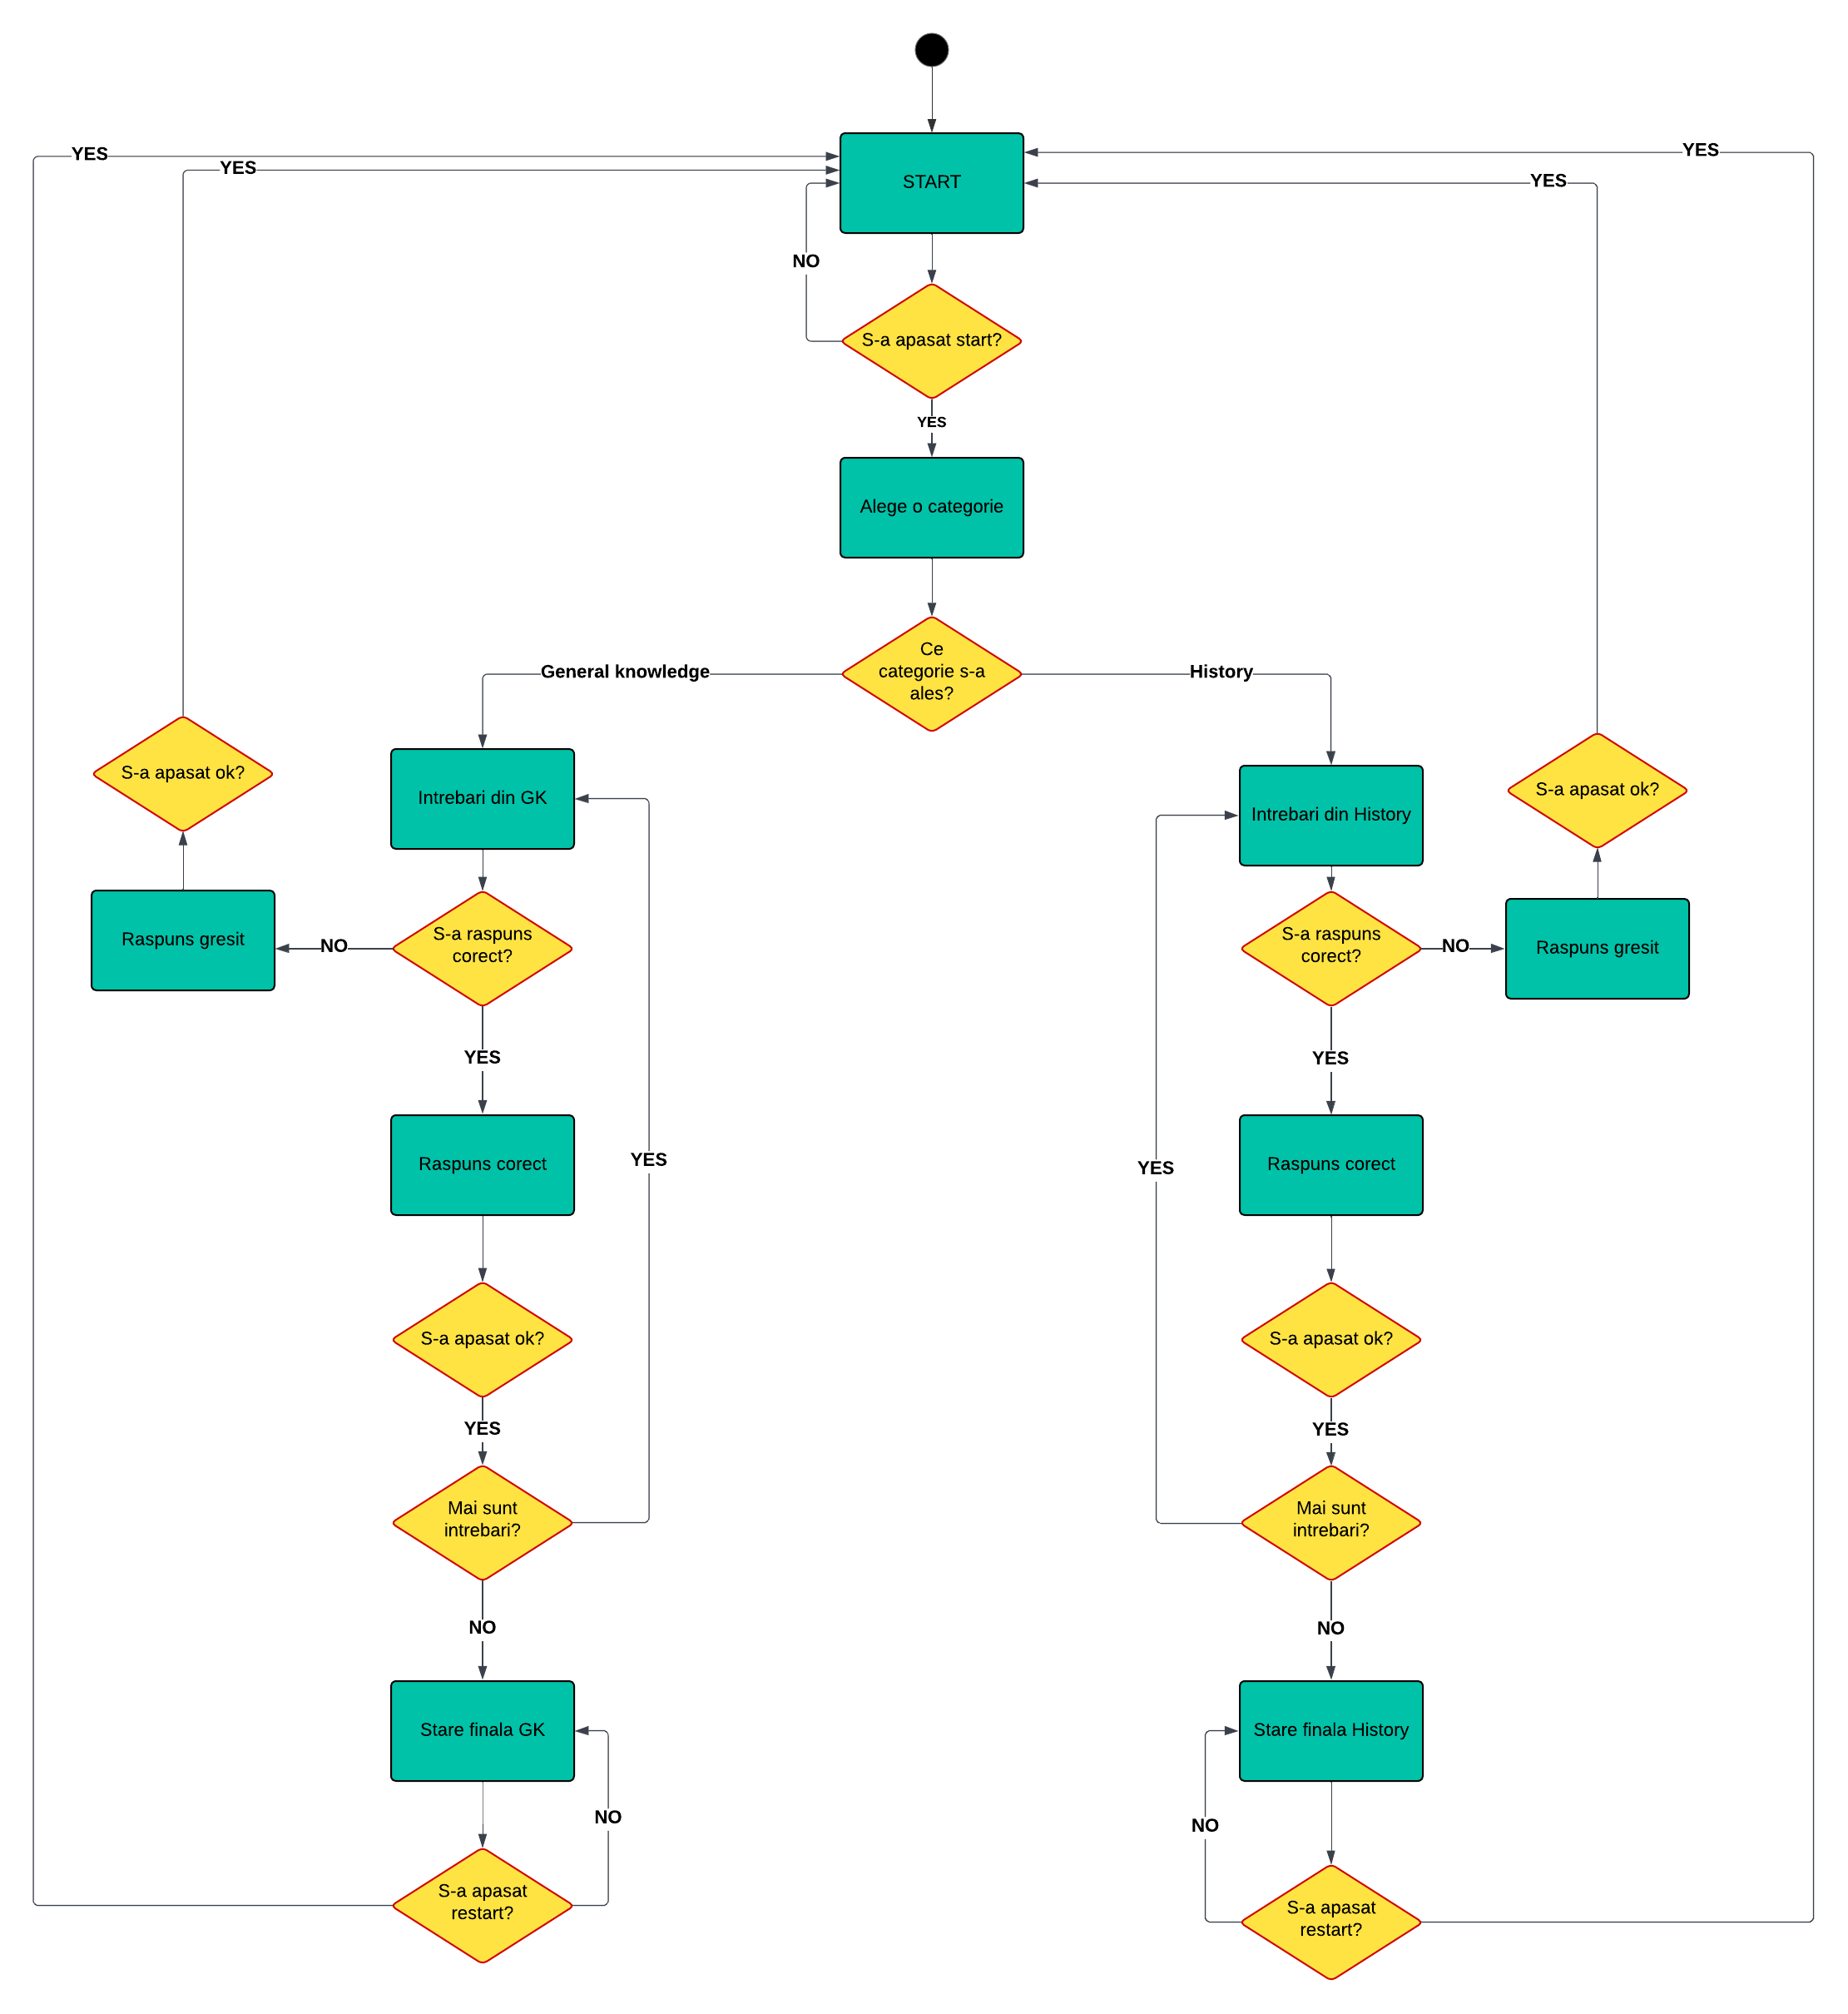 YES
YES
YES
YES
START
NO
S-a apasat start?
YES
Alege o categorie
Ce
categorie s-a
ales?
General knowledge
History
S-a apasat ok?
Intrebari din GK
Intrebari din History
S-a apasat ok?
Raspuns gresit
NO
S-a raspuns
corect?
S-a raspuns
corect?
NO
Raspuns gresit
YES
YES
Raspuns corect
YES
YES
Raspuns corect
S-a apasat ok?
S-a apasat ok?
YES
YES
Mai sunt
intrebari?
Mai sunt
intrebari?
NO
NO
Stare finala GK
Stare finala History
NO
NO
S-a apasat
restart?
S-a apasat
restart?